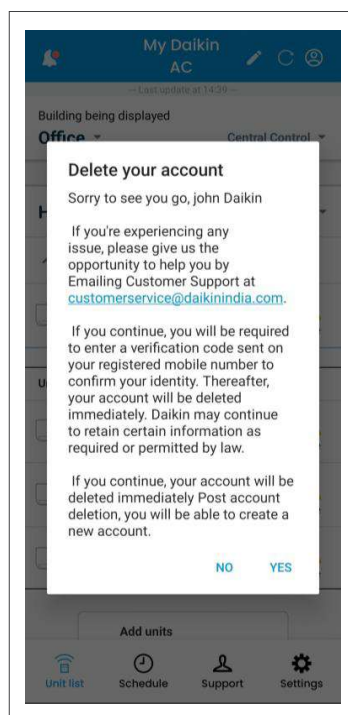 My Daikin
AC
-- Last update at 14:39 --
Building being displayed
Office
Central Control
Delete your account
Sorry to see you go, john Daikin
If you're experiencing any
issue, please give us the
opportunity to help you by
Emailing Customer Support at
customerservice@daikinindia.com.
If you continue, you will be required
to enter a verification code sent on
your registered mobile number to
confirm your identity. Thereafter,
your account will be deleted
immediately. Daikin may continue
to retain certain information as
required or permitted by law.
If you continue, your account will be
deleted immediately Post account
deletion, you will be able to create a
new account.
NO YES
Add units
Unit list Schedule Support Settings